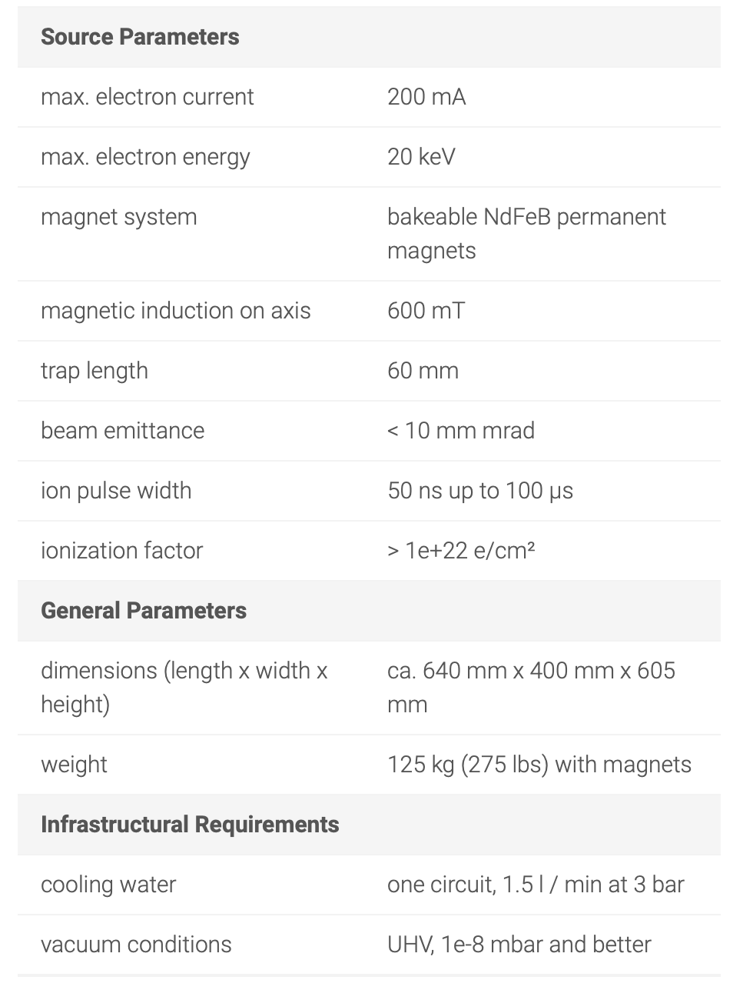 Source Parameters
max. electron current 200 mA
max. electron energy 20 keV
magnet system bakeable NdFeB permanent
magnets
magnetic induction on axis 600 mT
trap length 60 mm
beam emittance < 10 mm mrad
ion pulse width 50 ns up to 100 µs
ionization factor > 1e+22 e/cm²
General Parameters
dimensions (length x width x ca. 640 mm x 400 mm x 605
height) mm
weight 125 kg (275 lbs) with magnets
Infrastructural Requirements
cooling water one circuit, 1.5 l / min at 3 bar
vacuum conditions UHV, 1e-8 mbar and better